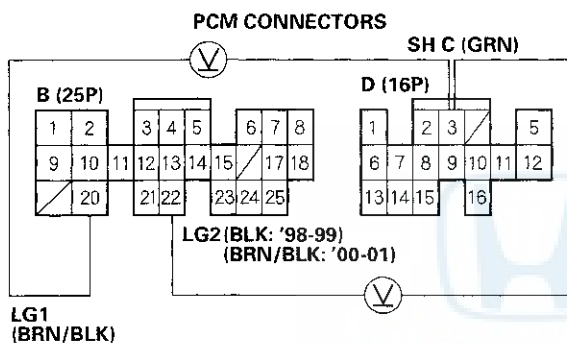 PCM CONNECTORS
SH C (GRN)
V
B (25P)
D (16P)
1 2 3 4 5 6 7 8
1 2 3 5
9 10 11 12 13 14 15 17 18
6 7 8 9 10 11 12
20 21 22 23 24 25
13 14 15 16
LG2 (BLK: '98-99)
(BRN/BLK: '00-01)
V
LG1
(BRN/BLK)